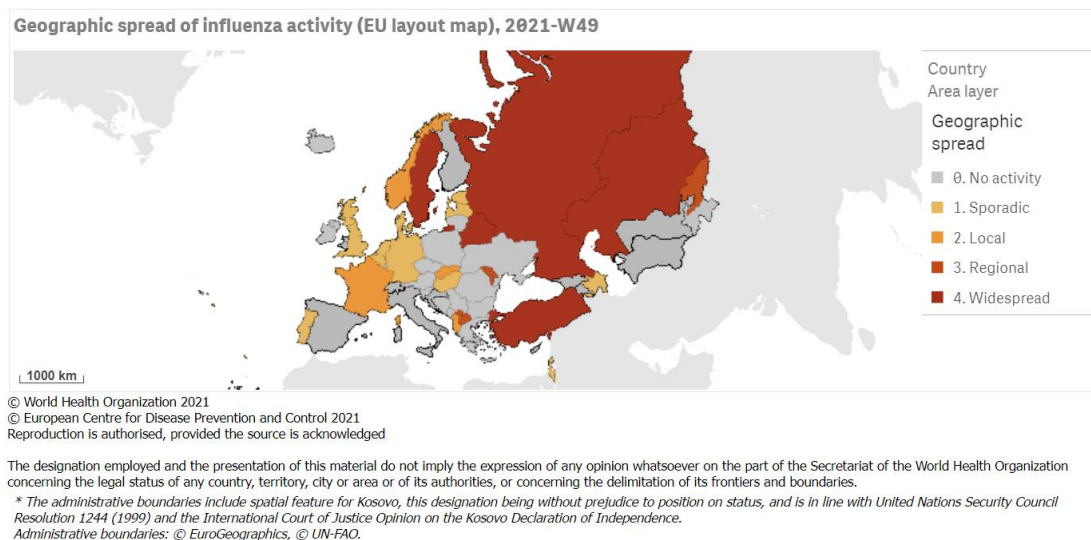 Geographic spread of influenza activity (EU layout map), 2021-W49
Country
Area layer
Geographic
spread
0. No activity
1. Sporadic
2. Local
3. Regional
4. Widespread
1000 km
© World Health Organization 2021
© European Centre for Disease Prevention and Control 2021
Reproduction is authorised, provided the source is acknowledged
The designation employed and the presentation of this material do not imply the expression of any opinion whatsoever on the part of the Secretariat of the World Health Organization
concerning the legal status of any country, territory, city or area or of its authorities, or concerning the delimitation of its frontiers and boundaries.
* The administrative boundaries include spatial feature for Kosovo, this designation being without prejudice to position on status, and is in line with United Nations Security Council
Resolution 1244 (1999) and the International Court of Justice Opinion on the Kosovo Declaration of Independence.
Administrative boundaries: © EuroGeographics, © UN-FAO.